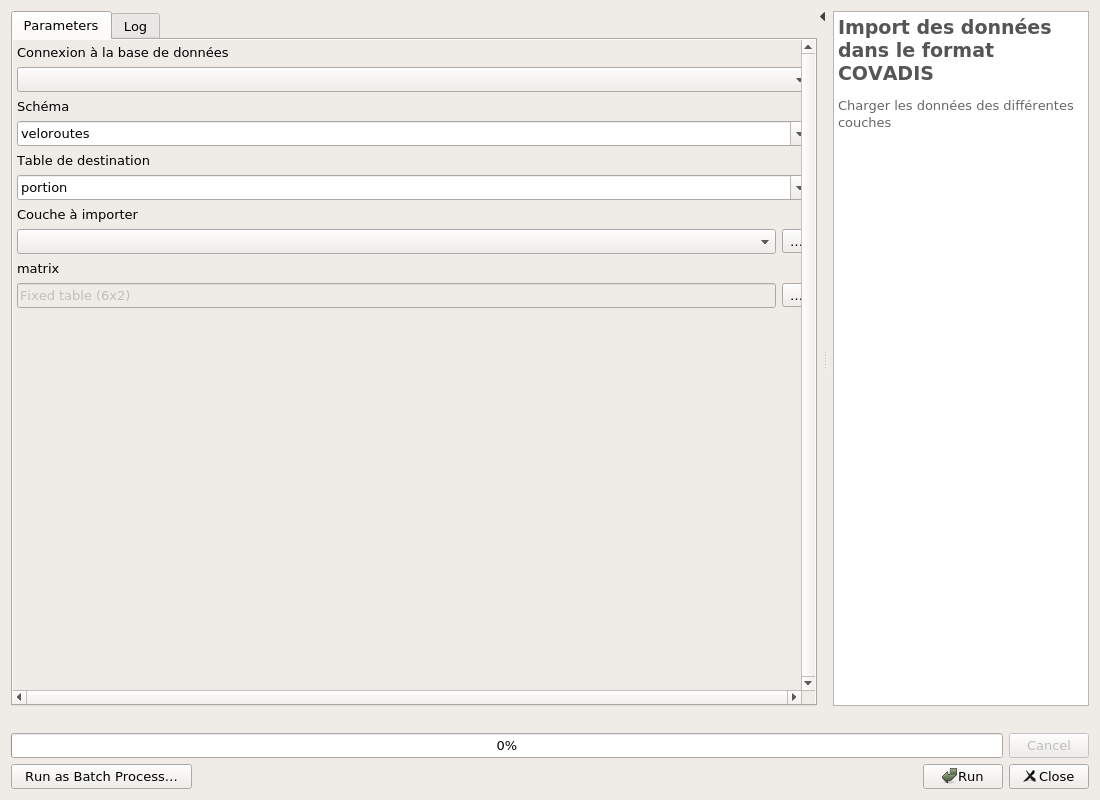 Parameters
Log
Connexion à la base de données
Schéma
veloroutes
Table de destination
portion
Couche à importer
...
matrix
Fixed table (6x2)
...
Import des données
dans le format
COVADIS
Charger les données des différentes
couches
0%
Cancel
Run as Batch Process...
Run
Close